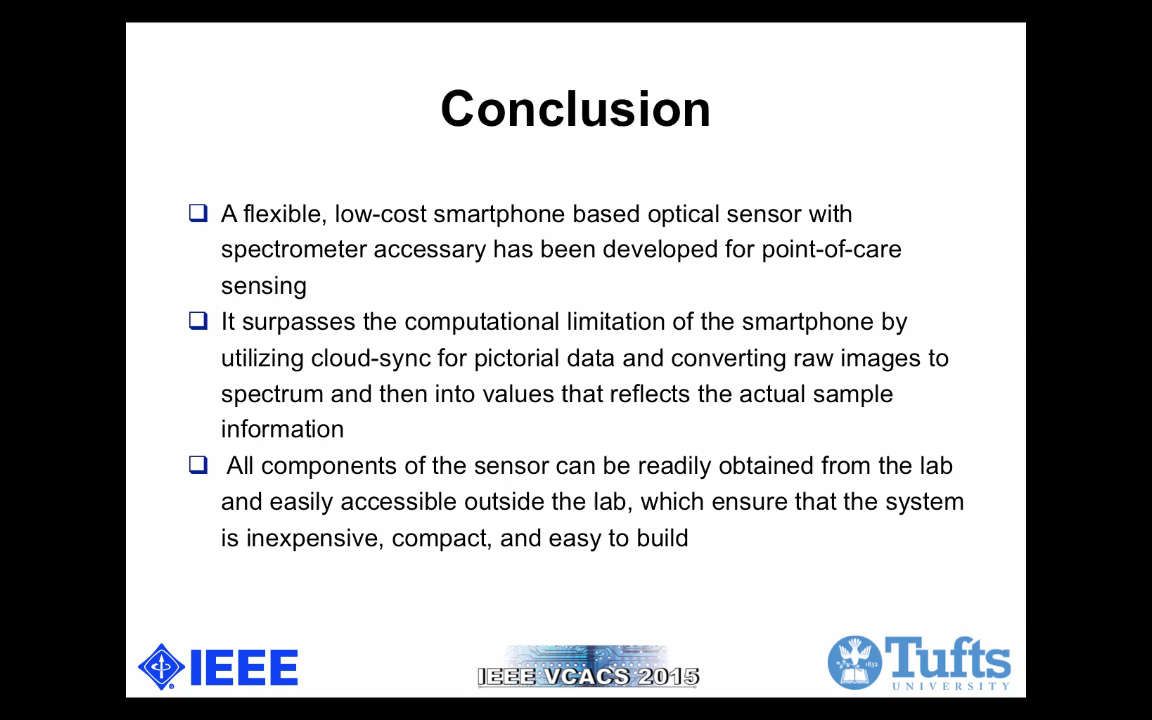 Conclusion
❑ A flexible, low-cost smartphone based optical sensor with
spectrometer accessary has been developed for point-of-care
sensing
❑ It surpasses the computational limitation of the smartphone by
utilizing cloud-sync for pictorial data and converting raw images to
spectrum and then into values that reflects the actual sample
information
❑ All components of the sensor can be readily obtained from the lab
and easily accessible outside the lab, which ensure that the system
is inexpensive, compact, and easy to build
IEEE
IEEE VCACS 2015
1852
Tufts
UNIVERSITY